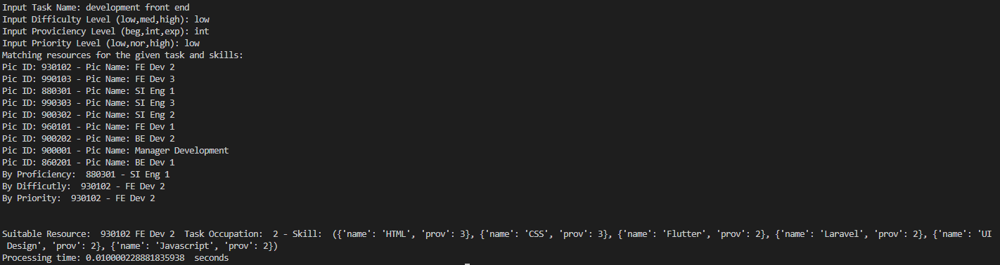 Input Task Name: development front end
Input Difficulty Level (low,med,high): low
Input Proviciency Level (beg,int,exp): int
Input Priority Level (low,nor,high): low
Matching resources for the given task and skills:
Pic ID: 930102 - Pic Name: FE Dev 2
Pic ID: 990103 - Pic Name: FE Dev 3
Pic ID: 880301 - Pic Name: SI Eng 1
Pic ID: 990303 - Pic Name: SI Eng 3
Pic ID: 900302 - Pic Name: SI Eng 2
Pic ID: 960101 - Pic Name: FE Dev 1
Pic ID: 900202 - Pic Name: BE Dev 2
Pic ID: 900001 - Pic Name: Manager Development
Pic ID: 860201 - Pic Name: BE Dev 1
By Proficiency:  880301 - SI Eng 1
By Difficutly:  930102 - FE Dev 2
By Priority:  930102 - FE Dev 2
Suitable Resource:  930102 FE Dev 2  Task Occupation:  2 - Skill:  ({'name': 'HTML', 'prov': 3}, {'name': 'CSS', 'prov': 3}, {'name': 'Flutter', 'prov': 2}, {'name': 'Laravel', 'prov': 2}, {'name': 'UI
Design', 'prov': 2}, {'name': 'Javascript', 'prov': 2})
Processing time: 0.010000228881835938  seconds